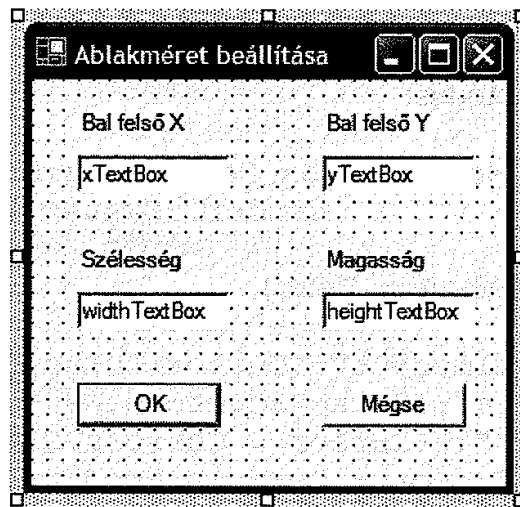 Ablakméret beállítása
Bal felső X Bal felső Y
xTextBox yTextBox
Szélesség Magasság
widthTextBox heightTextBox
OK Mégse